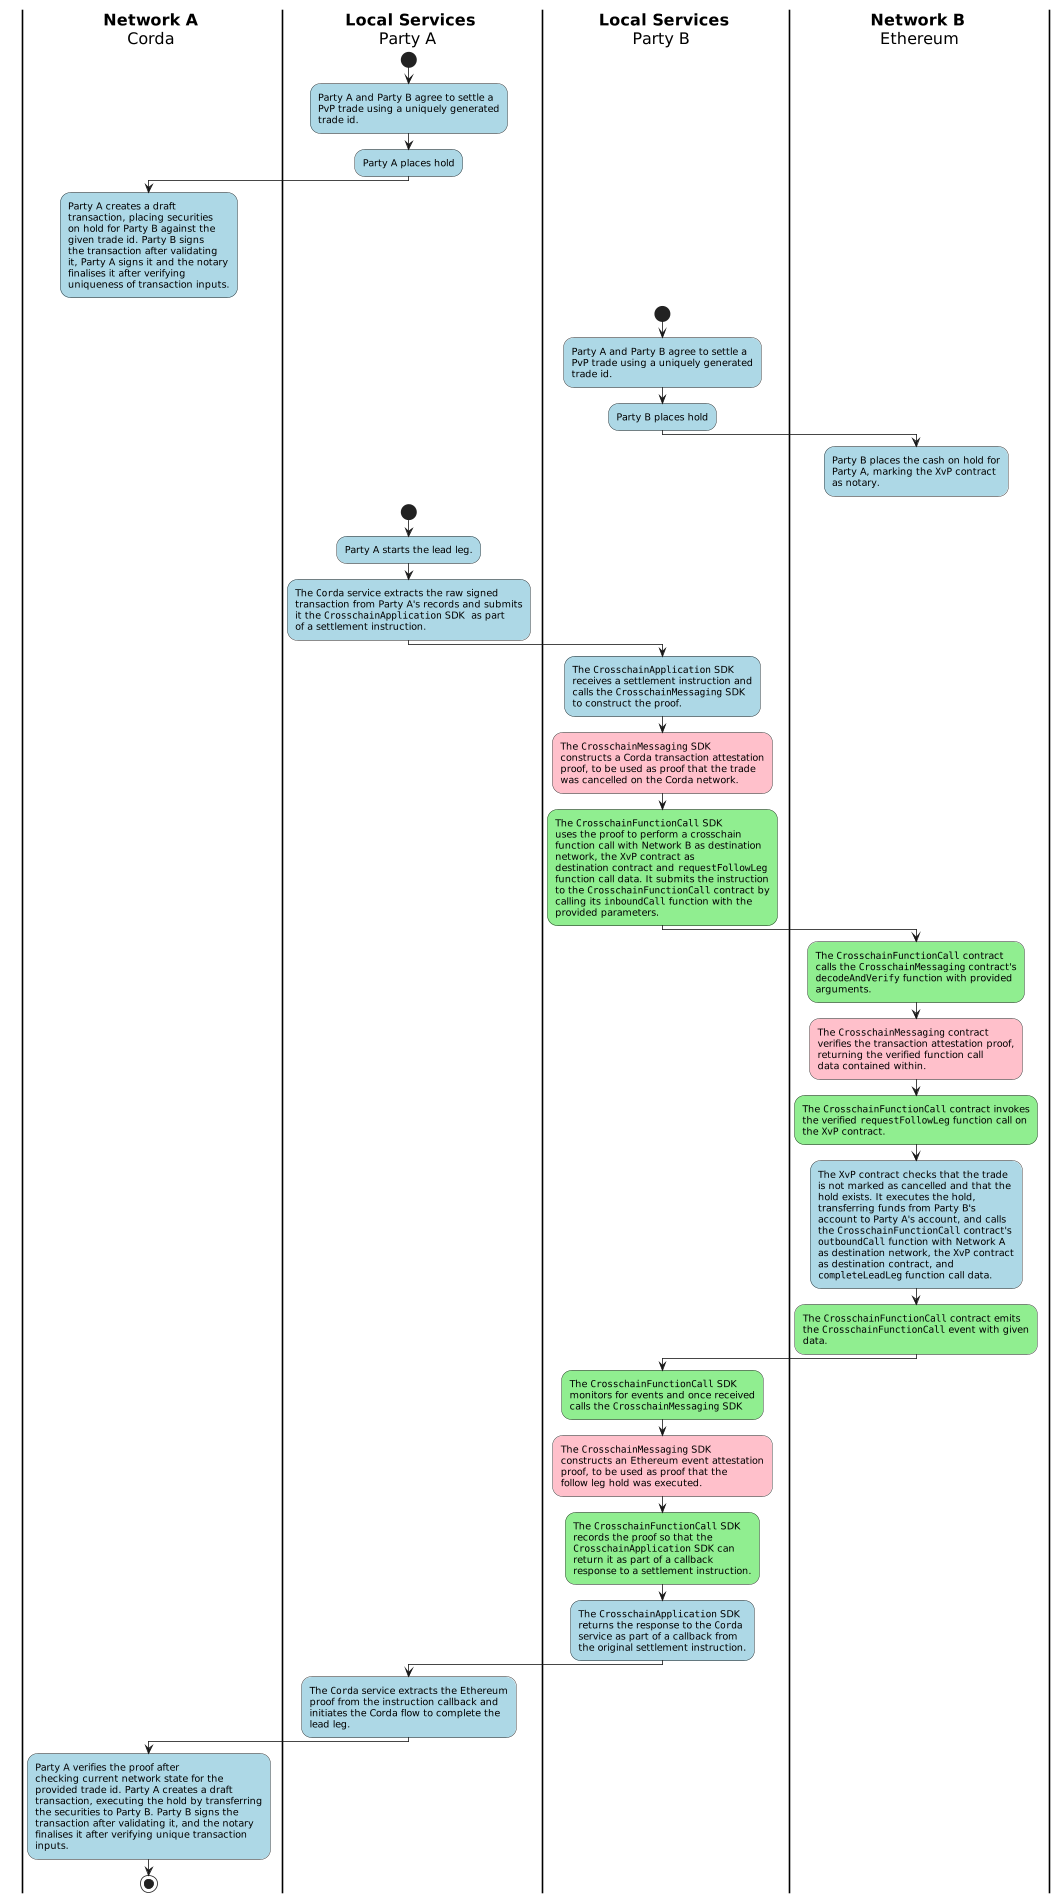 Network A
Corda
Local Services
Party A
Local Services
Party B
Network B
Ethereum
Party A and Party B agree to settle a
PvP trade using a uniquely generated
trade id.
Party A places hold
Party A creates a draft
transaction, placing securities
on hold for Party B against the
given trade id. Party B signs
the transaction after validating
it, Party A signs it and the notary
finalises it after verifying
uniqueness of transaction inputs.
Party A and Party B agree to settle a
PvP trade using a uniquely generated
trade id.
Party B places hold
Party B places the cash on hold for
Party A, marking the XvP contract
as notary.
Party A starts the lead leg.
The Corda service extracts the raw signed
transaction from Party A's records and submits
it the CrosschainApplication SDK  as part
of a settlement instruction.
The CrosschainApplication SDK
receives a settlement instruction and
calls the CrosschainMessaging SDK
to construct the proof.
The CrosschainMessaging SDK
constructs a Corda transaction attestation
proof, to be used as proof that the trade
was cancelled on the Corda network.
The CrosschainFunctionCall SDK
uses the proof to perform a crosschain
function call with Network B as destination
network, the XvP contract as
destination contract and requestFollowLeg
function call data. It submits the instruction
to the CrosschainFunctionCall contract by
calling its inboundCall function with the
provided parameters.
The CrosschainFunctionCall contract
calls the CrosschainMessaging contract's
decodeAndVerify function with provided
arguments.
The CrosschainMessaging contract
verifies the transaction attestation proof,
returning the verified function call
data contained within.
The CrosschainFunctionCall contract invokes
the verified requestFollowLeg function call on
the XvP contract.
The XvP contract checks that the trade
is not marked as cancelled and that the
hold exists. It executes the hold,
transferring funds from Party B's
account to Party A's account, and calls
the CrosschainFunctionCall contract's
outboundCall function with Network A
as destination network, the XvP contract
as destination contract, and
completeLeadLeg function call data.
The CrosschainFunctionCall contract emits
the CrosschainFunctionCall event with given
data.
The CrosschainFunctionCall SDK
monitors for events and once received
calls the CrosschainMessaging SDK
The CrosschainMessaging SDK
constructs an Ethereum event attestation
proof, to be used as proof that the
follow leg hold was executed.
The CrosschainFunctionCall SDK
records the proof so that the
CrosschainApplication SDK can
return it as part of a callback
response to a settlement instruction.
The CrosschainApplication SDK
returns the response to the Corda
service as part of a callback from
the original settlement instruction.
The Corda service extracts the Ethereum
proof from the instruction callback and
initiates the Corda flow to complete the
lead leg.
Party A verifies the proof after
checking current network state for the
provided trade id. Party A creates a draft
transaction, executing the hold by transferring
the securities to Party B. Party B signs the
transaction after validating it, and the notary
finalises it after verifying unique transaction
inputs.